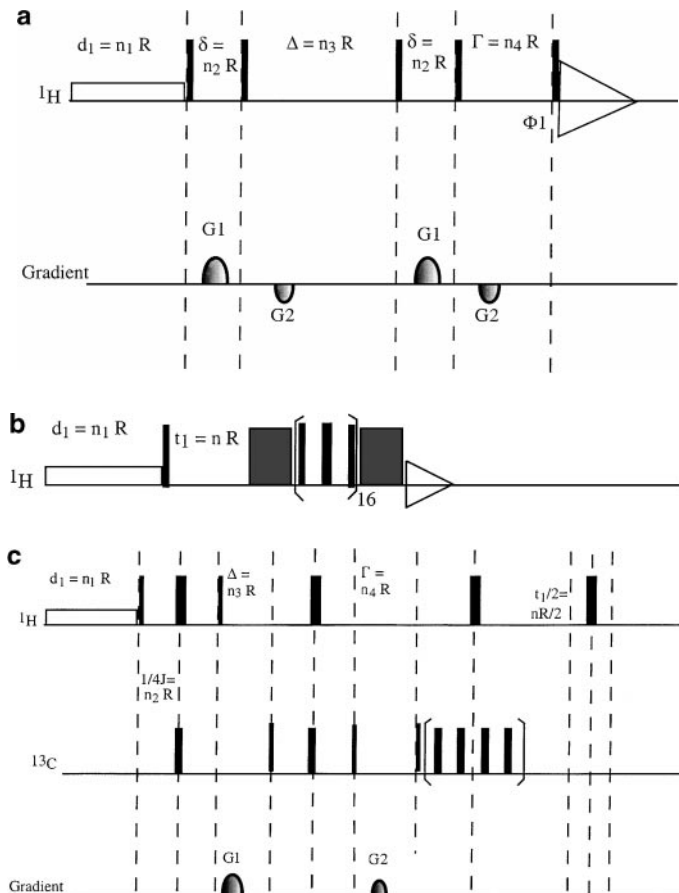 a
d₁ = n₁ R
δ =
n₂ R
Δ = n₃ R
δ =
n₂ R
Γ = n₄ R
¹H
Φ1
G1
G1
Gradient
G2
G2
b
d₁ = n₁ R
t₁ = n R
¹H
16
c
d₁ = n₁ R
Δ =
n₃ R
Γ =
n₄ R
t₁/2=
nR/2
¹H
1/4J=
n₂ R
¹³C
G1
G2
Gradient